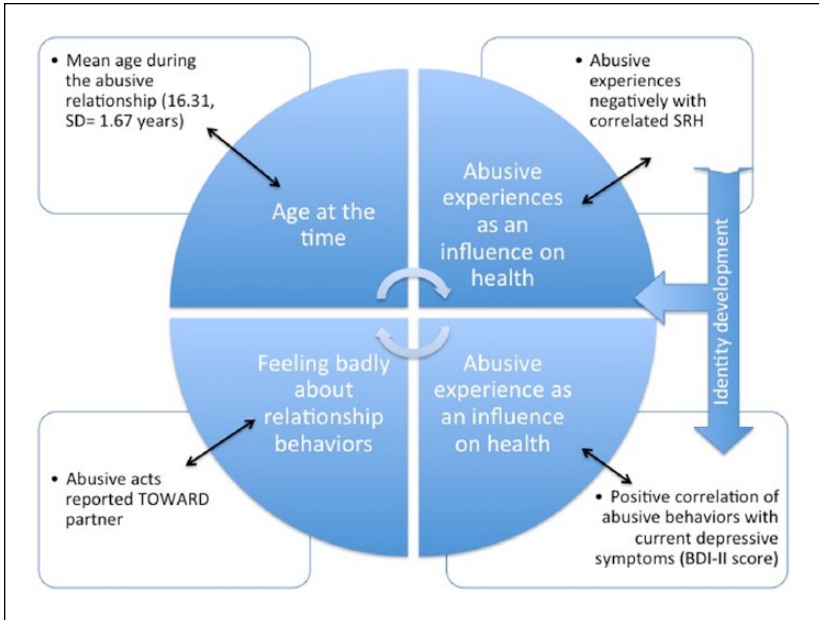 • Mean age during
the abusive
relationship (16.31,
SD= 1.67 years)
• Abusive
experiences
negatively with
correlated SRH
Age at the
time
Abusive
experiences
as an
influence on
health
Identity development
Feeling badly
about
relationship
behaviors
Abusive
experience as
an influence
on health
• Abusive acts
reported TOWARD
partner
• Positive correlation of
abusive behaviors with
current depressive
symptoms (BDI-II score)